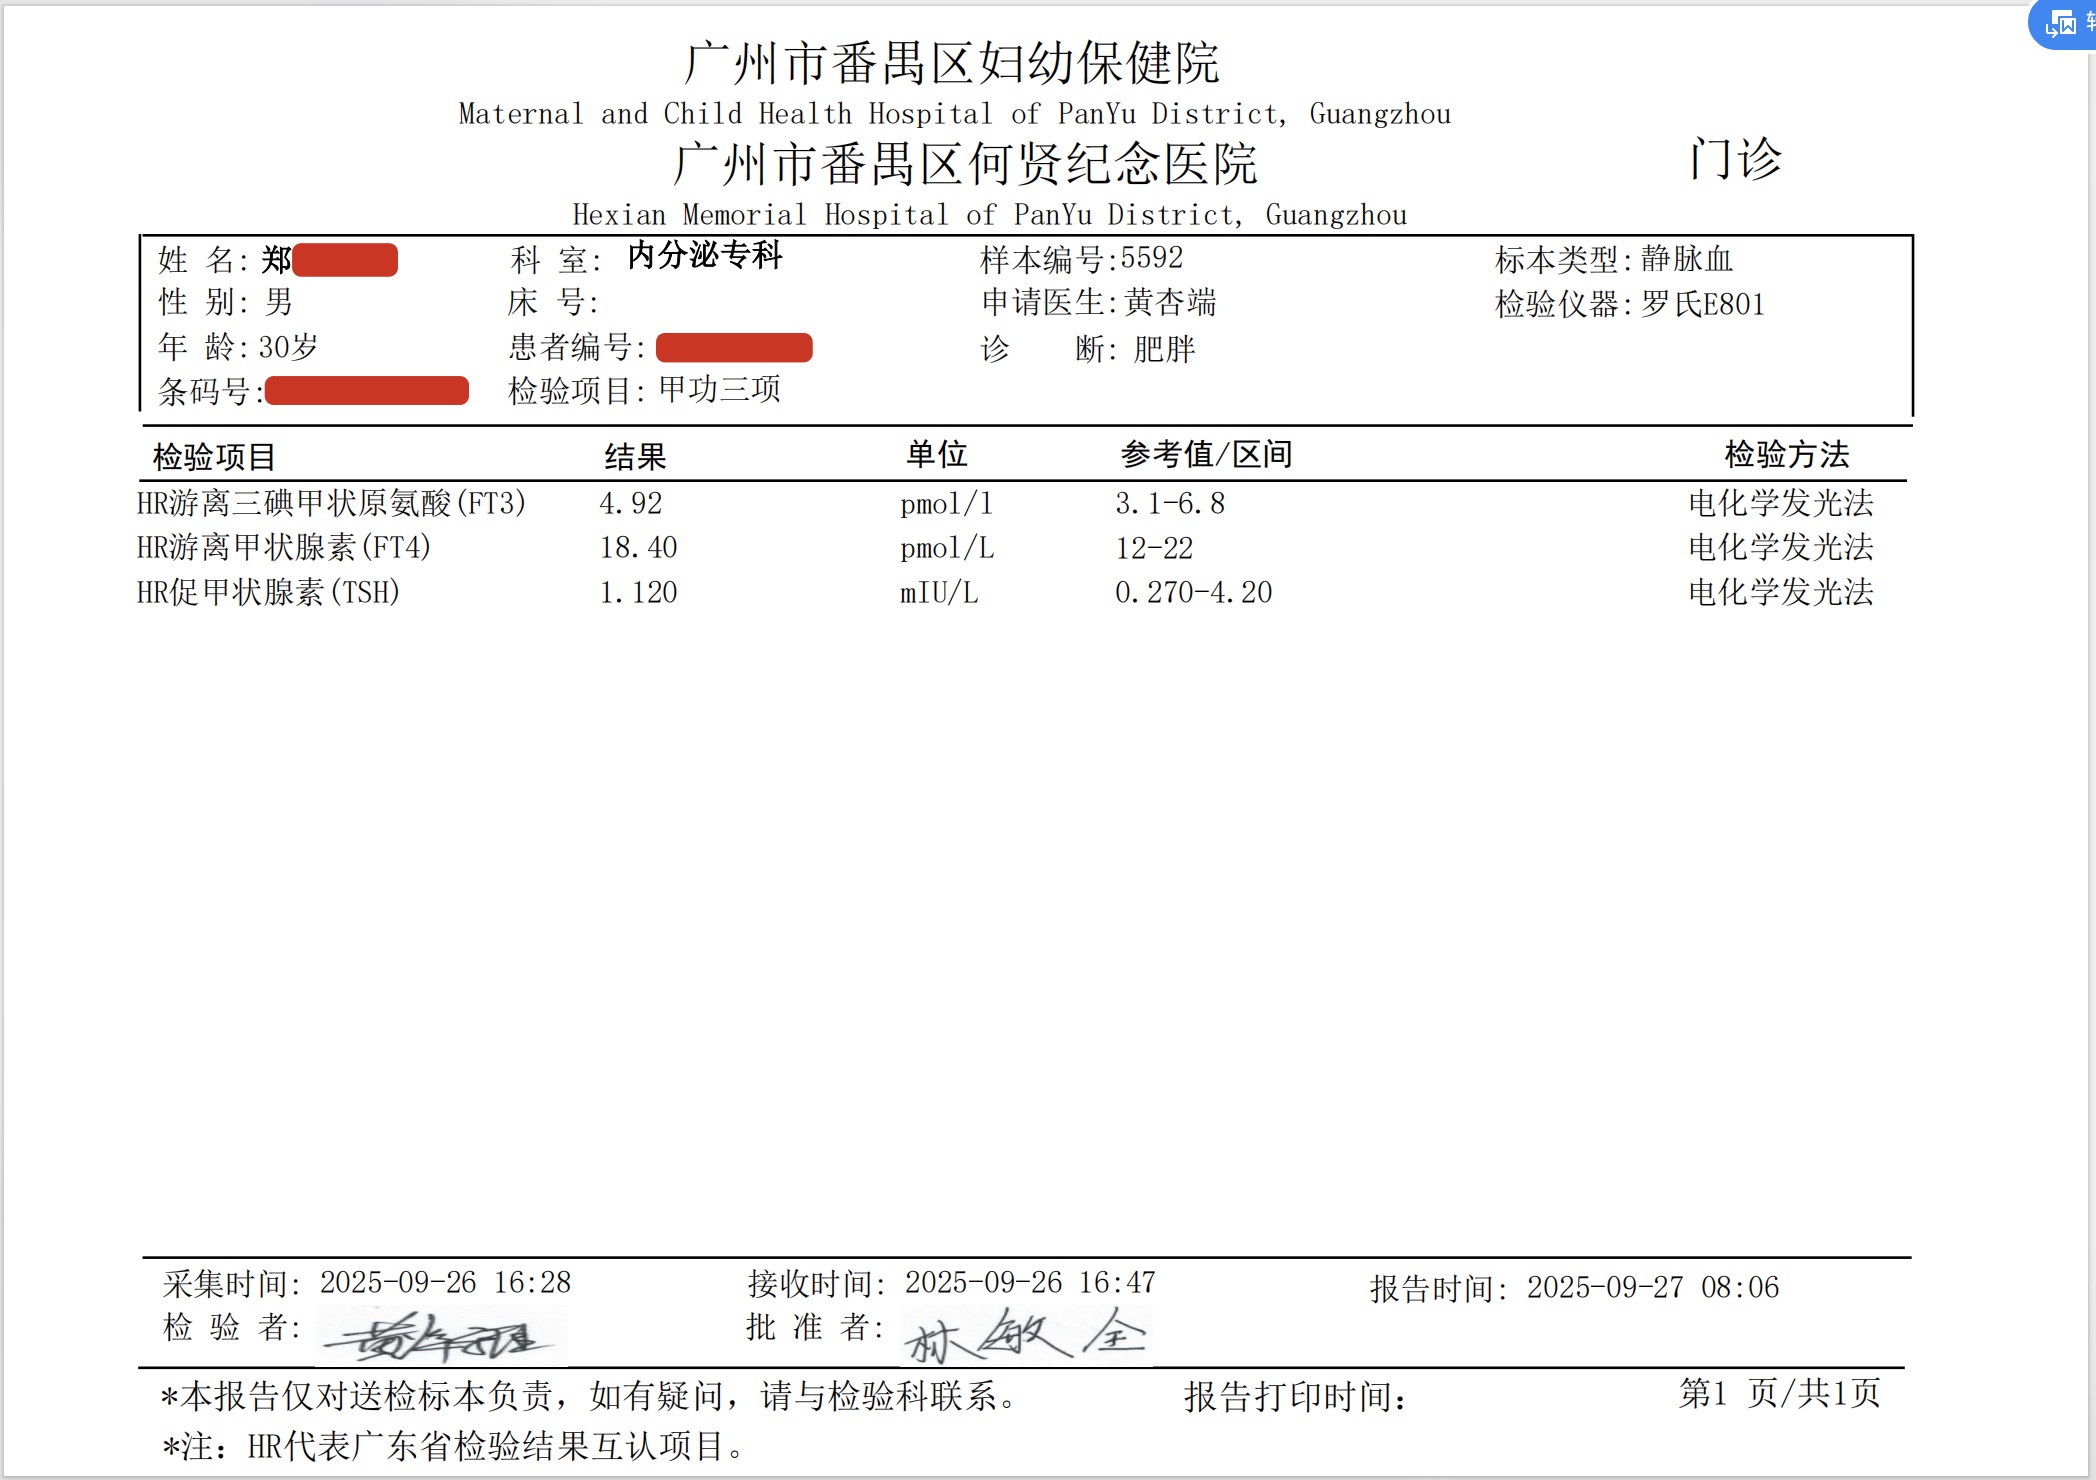 转
广州市番禺区妇幼保健院
Maternal and Child Health Hospital of PanYu District, Guangzhou
广州市番禺区何贤纪念医院
门诊
Hexian Memorial Hospital of PanYu District, Guangzhou
姓 名: 郑 科 室: 内分泌专科 样本编号:5592 标本类型: 静脉血
性 别: 男 床 号: 申请医生: 黄杏端 检验仪器: 罗氏E801
年 龄: 30岁 患者编号: 诊 断: 肥胖
条码号: 检验项目: 甲功三项
检验项目 结果 单位 参考值/区间 检验方法
HR游离三碘甲状原氨酸(FT3) 4.92 pmol/l 3.1-6.8 电化学发光法
HR游离甲状腺素(FT4) 18.40 pmol/L 12-22 电化学发光法
HR促甲状腺素(TSH) 1.120 mIU/L 0.270-4.20 电化学发光法
采集时间: 2025-09-26 16:28 接收时间: 2025-09-26 16:47 报告时间: 2025-09-27 08:06
检 验 者: 批 准 者: 林敏全
*本报告仅对送检标本负责，如有疑问，请与检验科联系。 报告打印时间: 第1 页/共1页
*注：HR代表广东省检验结果互认项目。